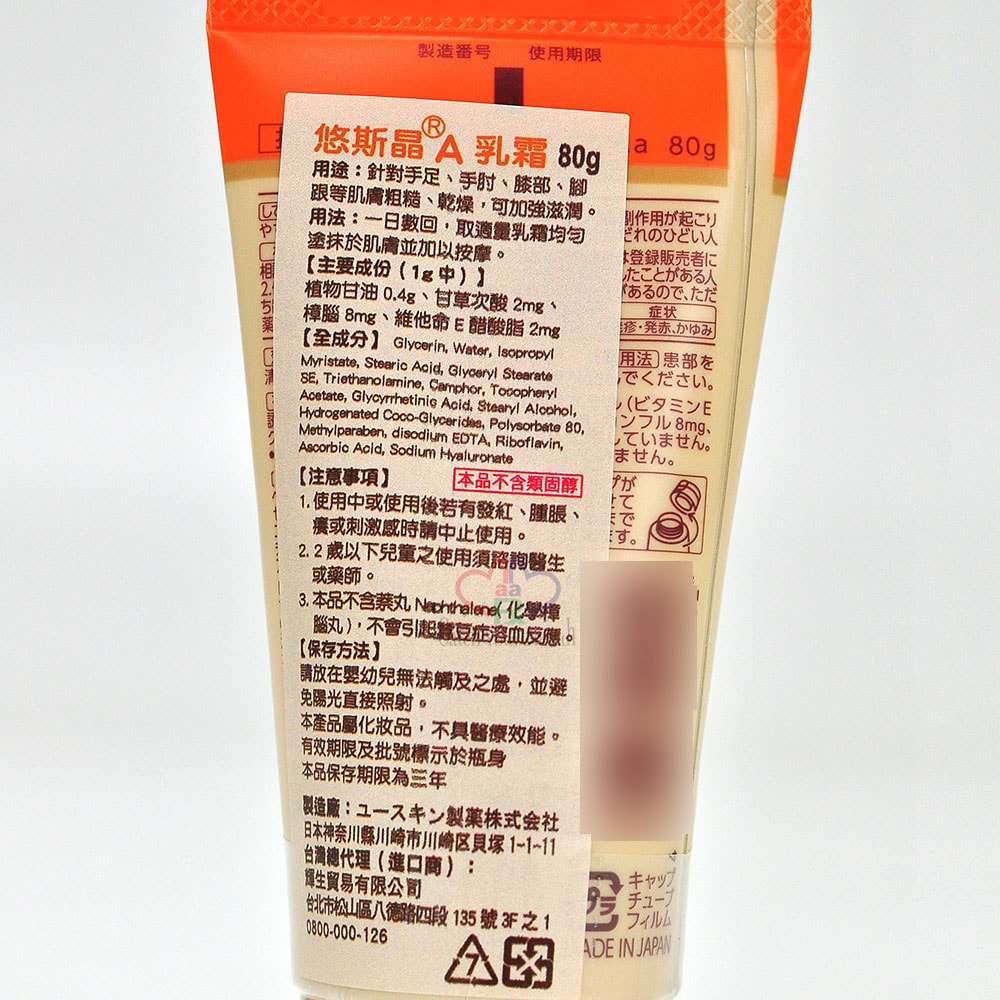 製造番号 使用期限
a 80g
悠斯晶®A 乳霜 80g
用途：針對手足、手肘、膝部、腳
跟等肌膚粗糙、乾燥，可加強滋潤。
用法：一日數回，取適量乳霜均勻
塗抹於肌膚並加以按摩。
【主要成份(1g中)】
植物甘油 0.4g、甘草次酸 2mg、
樟腦 8mg、維他命E醋酸脂 2mg
【全成分】 Glycerin, Water, Isopropyl
Myristate, Stearic Acid, Glyceryl Stearate
SE, Triethanolamine, Camphor, Tocopheryl
Acetate, Glycyrrhetinic Acid, Stearyl Alcohol,
Hydrogenated Coco-Glycerides, Polysorbate 80,
Methylparaben, disodium EDTA, Riboflavin,
Ascorbic Acid, Sodium Hyaluronate
【注意事項】 本品不含類固醇
1. 使用中或使用後若有發紅、腫脹、
癢或刺激感時請中止使用。
2. 2歲以下兒童之使用須諮詢醫生
或藥師。
3. 本品不含萘丸 Naphthalene(化學樟
腦丸)，不會引起蠶豆症溶血反應。
【保存方法】
請放在嬰幼兒無法觸及之處，並避
免陽光直接照射。
本產品屬化妝品，不具醫療效能。
有效期限及批號標示於瓶身
本品保存期限為三年
製造廠：ユースキン製薬株式会社
日本神奈川縣川崎市川崎区貝塚1-1-11
台灣總代理(進口商)：
輝生貿易有限公司
台北市松山區八德路四段 135 號 3F 之 1
0800-000-126
7
副作用が起こり
どれのひどい人
は登録販売者に
したことがある人
があるので、ただ
症状
疹・発赤、かゆみ
用法 患部を
でください。
(ビタミンE
ンフル 8mg、
していません。
ません。
プが
せて
まで
ます。
プラ
キャップ
チューブ
フィルム
ADE IN JAPAN